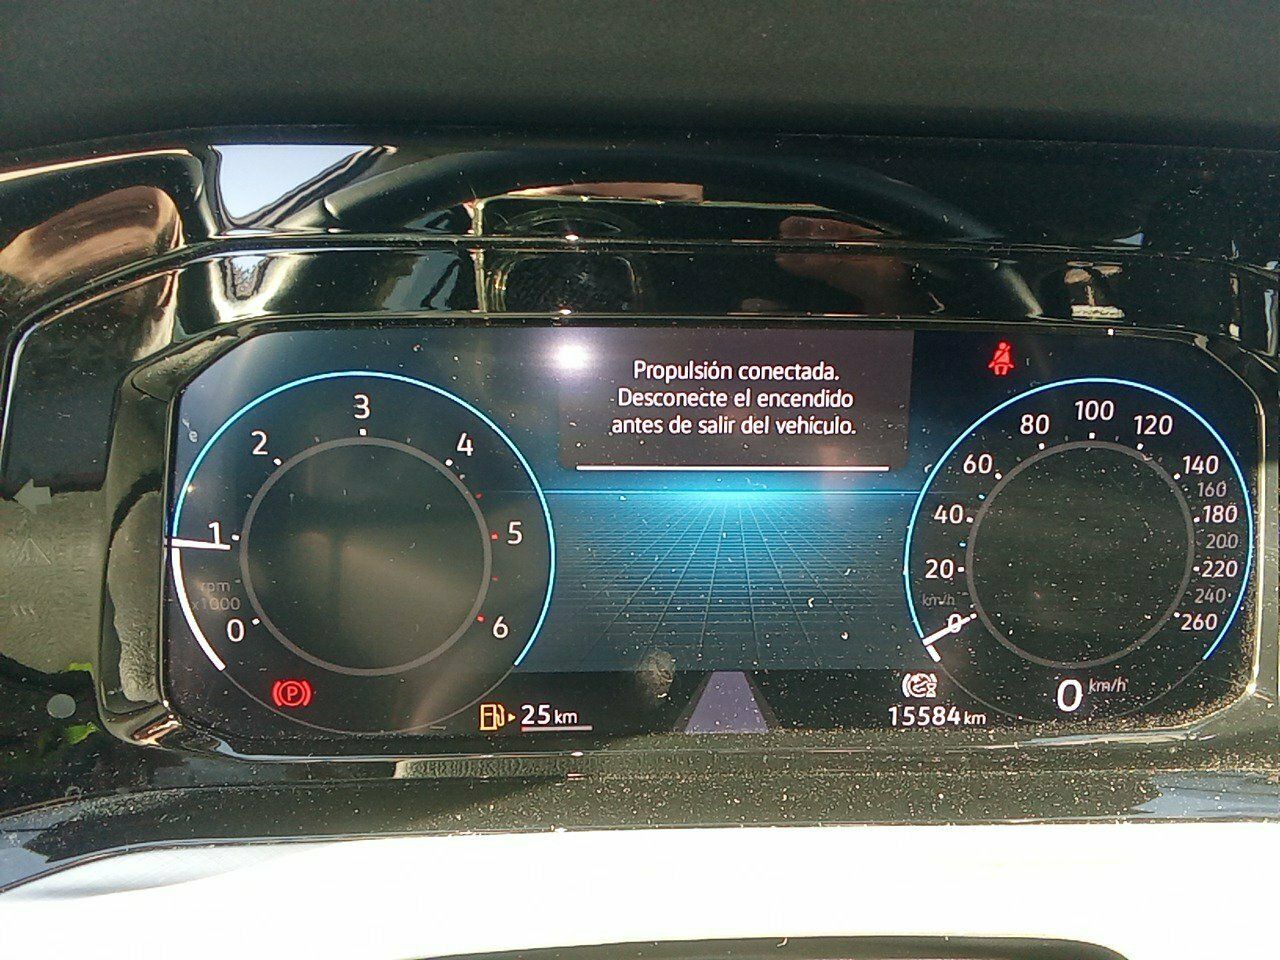 Propulsión conectada.
Desconecte el encendido
antes de salir del vehículo.
3
2
4
1
5
rpm
x1000
0
6
P
25 km
100
80
120
60
140
160
40
180
200
20
220
km/h
240
0
260
0 km/h
15584 km